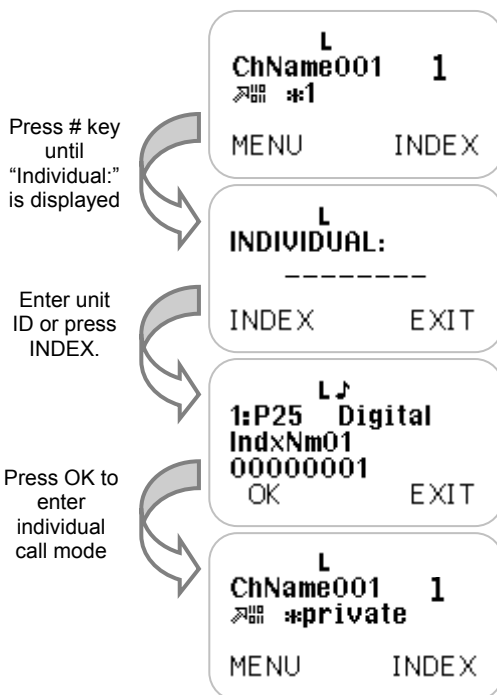 L
ChName001 1
*1
MENU INDEX
Press # key
until
“Individual:”
is displayed
L
INDIVIDUAL:
--------
INDEX EXIT
Enter unit
ID or press
INDEX.
L♪
1:P25 Digital
IndxNm01
00000001
OK EXIT
Press OK to
enter
individual
call mode
L
ChName001 1
*private
MENU INDEX